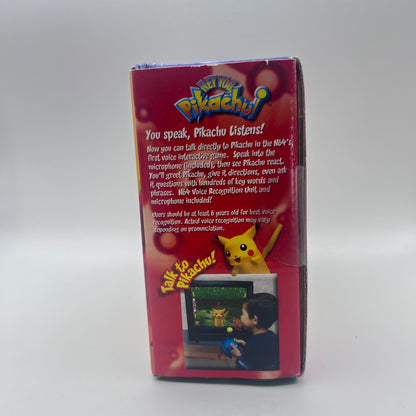 HEY YOU,
Pikachu!
You speak, Pikachu Listens!
Now you can talk directly to Pikachu in the N64's
first voice interactive game. Speak into the
microphone (included), then see Pikachu react.
You'll greet Pikachu, give it directions, even ask
it questions with hundreds of key words and
phrases. N64 Voice Recognition Unit and
microphone included!
Users should be at least 6 years old for best voice
recognition. Actual voice recognition may vary
depending on pronunciation.
Talk to
Pikachu!